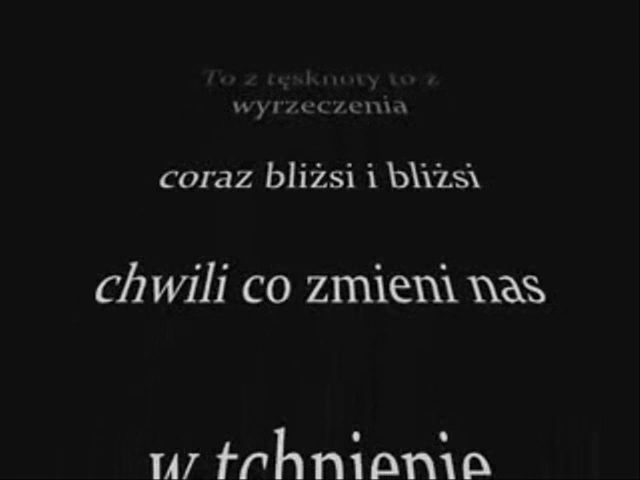 To z tęsknoty to z
wyrzeczenia
coraz bliżsi i bliżsi
chwili co zmieni nas
w tchnienie